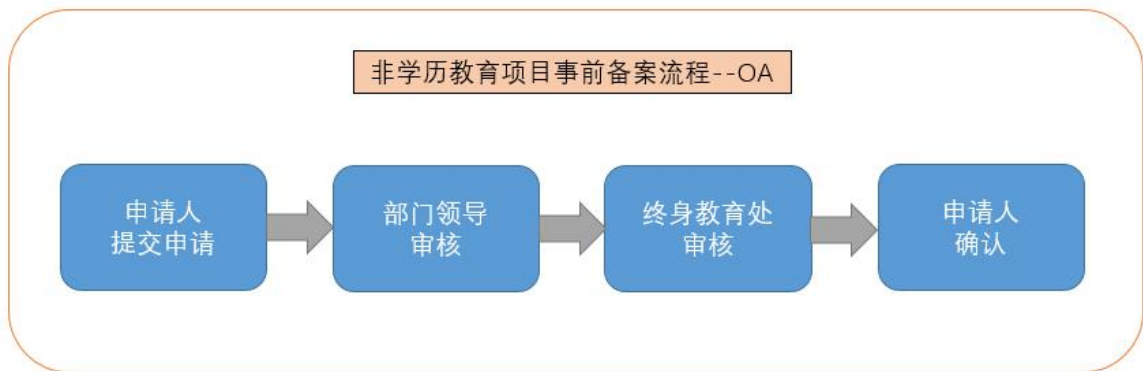 非学历教育项目事前备案流程--OA
申请人
提交申请
部门领导
审核
终身教育处
审核
申请人
确认